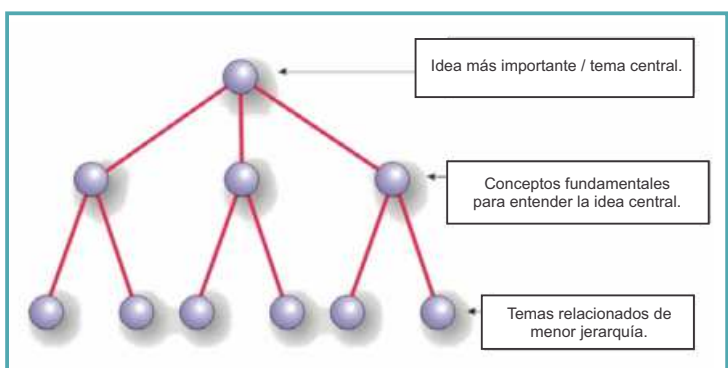 Idea más importante / tema central.
Conceptos fundamentales
para entender la idea central.
Temas relacionados de
menor jerarquía.